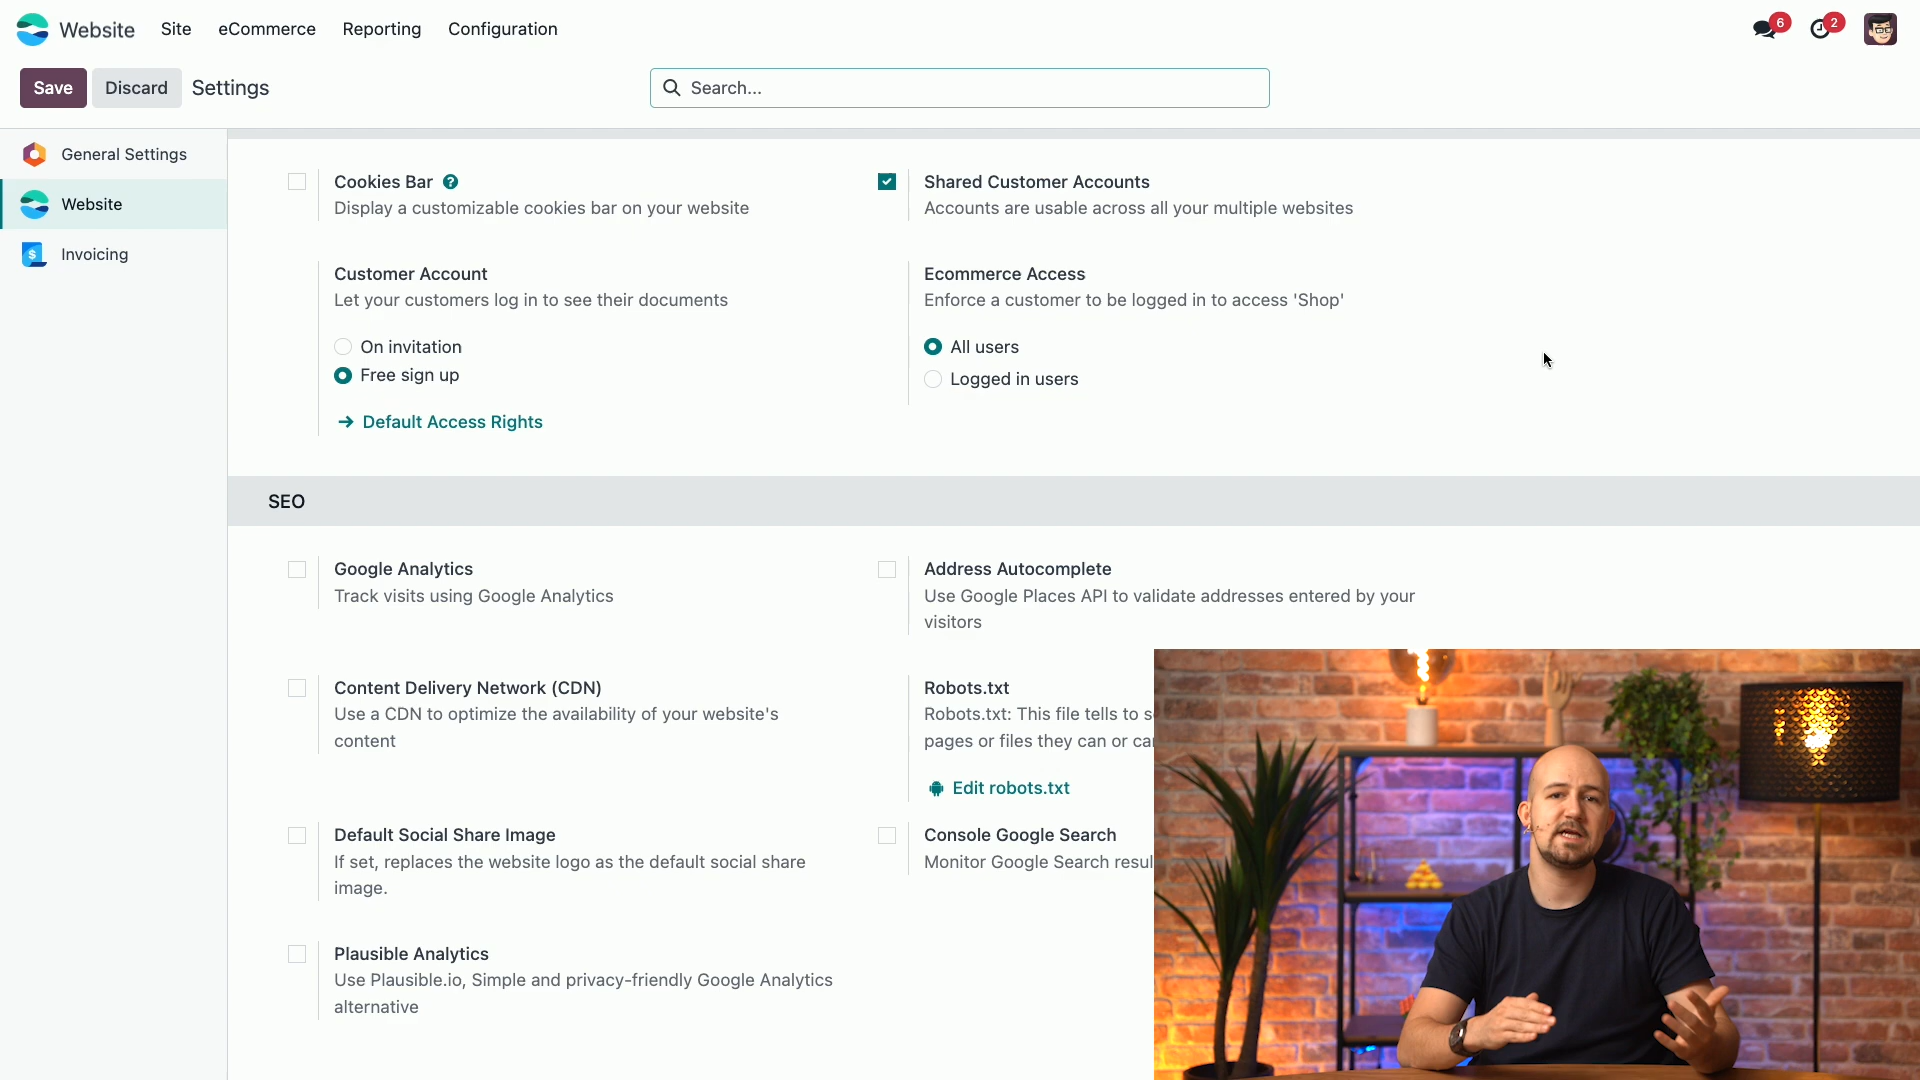 Website
Site
eCommerce
Reporting
Configuration
6
2
Save
Discard
Settings
Search...
General Settings
Website
Invoicing
Cookies Bar
Display a customizable cookies bar on your website
Shared Customer Accounts
Accounts are usable across all your multiple websites
Customer Account
Let your customers log in to see their documents
On invitation
Free sign up
Default Access Rights
Ecommerce Access
Enforce a customer to be logged in to access 'Shop'
All users
Logged in users
SEO
Google Analytics
Track visits using Google Analytics
Address Autocomplete
Use Google Places API to validate addresses entered by your
visitors
Content Delivery Network (CDN)
Use a CDN to optimize the availability of your website's
content
Robots.txt
Robots.txt: This file tells to
pages or files they can or
Edit robots.txt
Default Social Share Image
If set, replaces the website logo as the default social share
image.
Console Google Search
Monitor Google Search
Plausible Analytics
Use Plausible.io, Simple and privacy-friendly Google Analytics
alternative